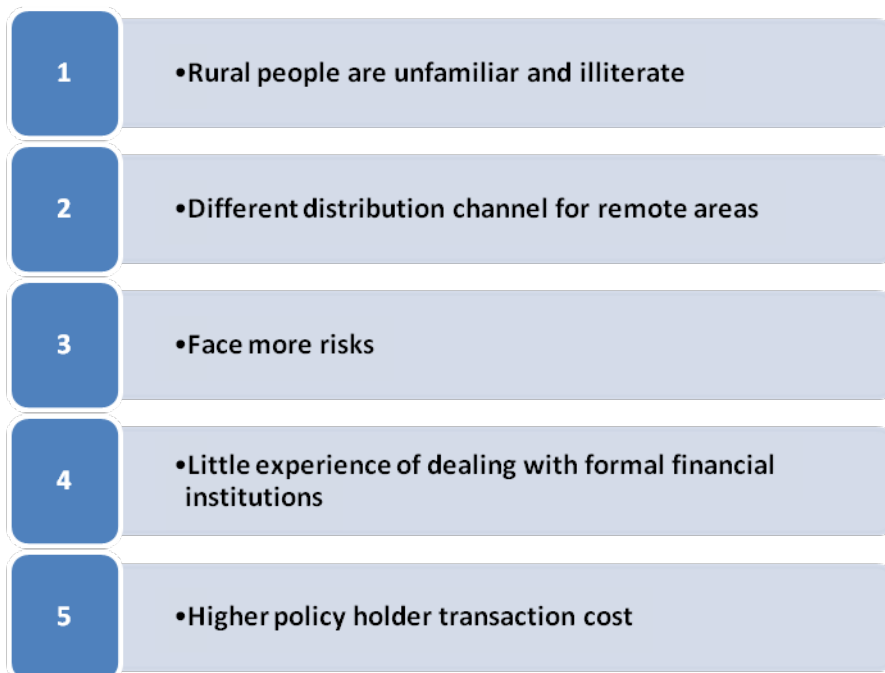 1
•Rural people are unfamiliar and illiterate
2
•Different distribution channel for remote areas
3
•Face more risks
4
•Little experience of dealing with formal financial
institutions
5
•Higher policy holder transaction cost